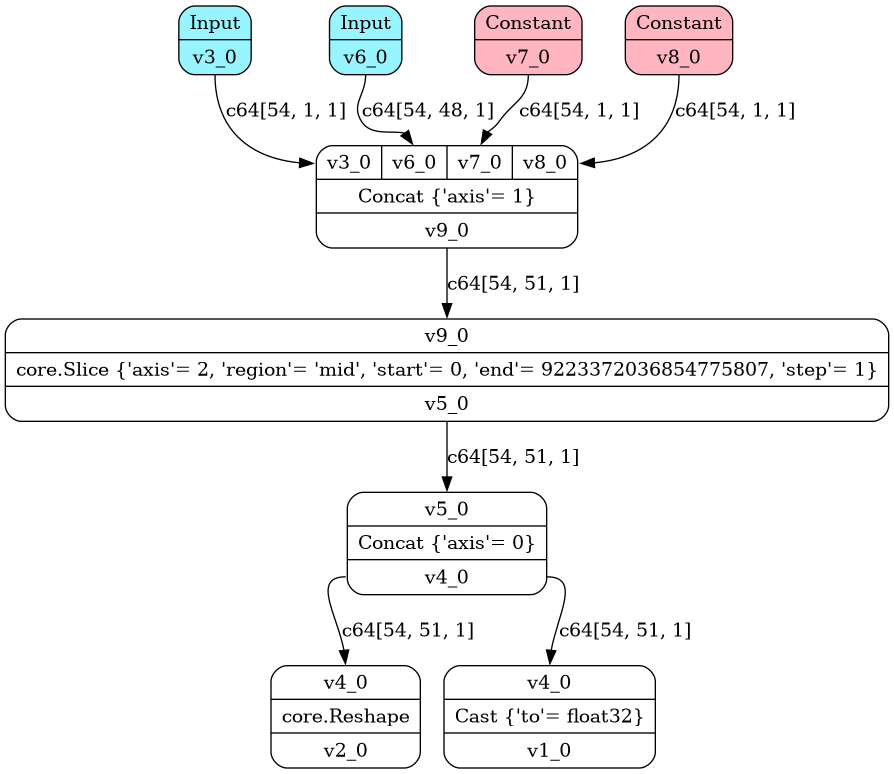 Input
v3_0
Input
v6_0
Constant
v7_0
Constant
v8_0
c64[54, 1, 1]
c64[54, 48, 1]
c64[54, 1, 1]
c64[54, 1, 1]
v3_0 v6_0 v7_0 v8_0
Concat {'axis'= 1}
v9_0
c64[54, 51, 1]
v9_0
core.Slice {'axis'= 2, 'region'= 'mid', 'start'= 0, 'end'= 9223372036854775807, 'step'= 1}
v5_0
c64[54, 51, 1]
v5_0
Concat {'axis'= 0}
v4_0
c64[54, 51, 1]
c64[54, 51, 1]
v4_0
core.Reshape
v2_0
v4_0
Cast {'to'= float32}
v1_0